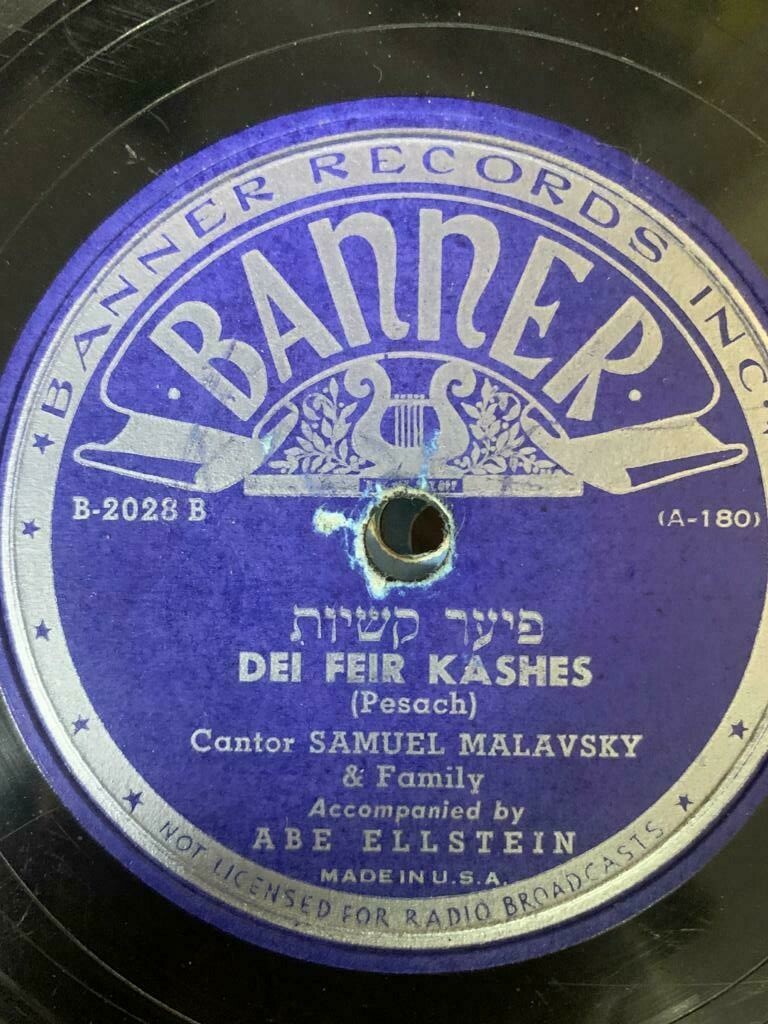 BANNER RECORDS INC.
BANNER
B-2028 B
(A-180)
פיער קשיות
DEI FEIR KASHES
(Pesach)
Cantor SAMUEL MALAVSKY
& Family
Accompanied by
ABE ELLSTEIN
MADE IN U.S.A.
NOT LICENSED FOR RADIO BROADCASTS